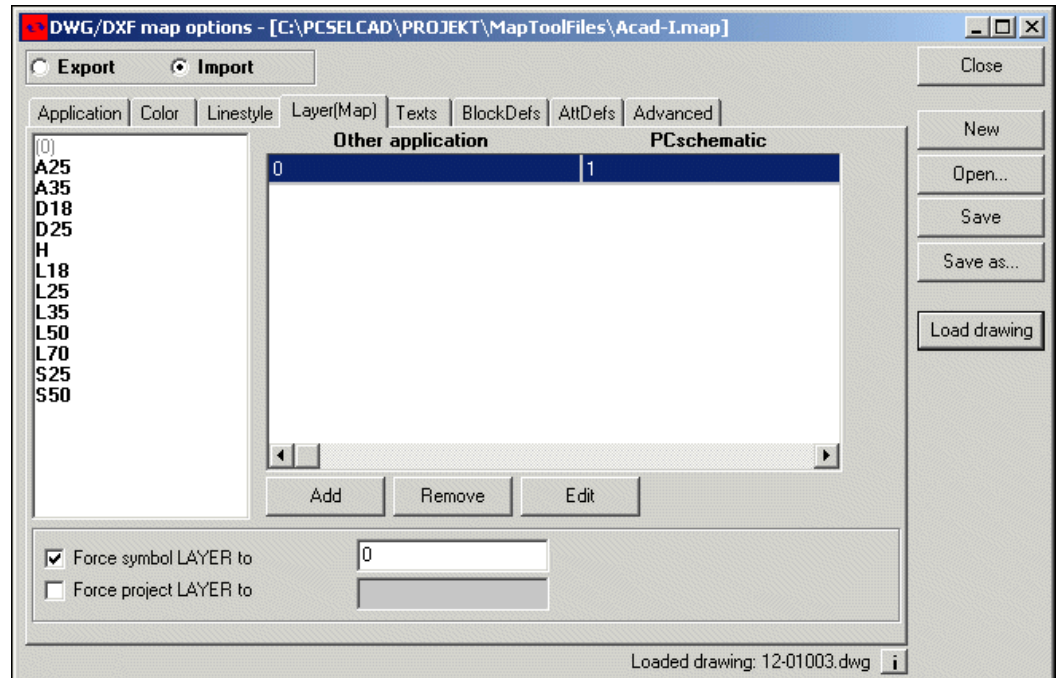 DWG/DXF map options - [C:\PCSELCAD\PROJEKT\MapToolFiles\Acad-I.map]
Export Import
Close
Application Color Linestyle Layer(Map) Texts BlockDefs AttDefs Advanced
New
Open...
Save
Save as...
Load drawing
(0)
A25
A35
D18
D25
H
L18
L25
L35
L50
L70
S25
S50
Other application PCschematic
0 1
Add Remove Edit
Force symbol LAYER to 0
Force project LAYER to
Loaded drawing: 12-01003.dwg i